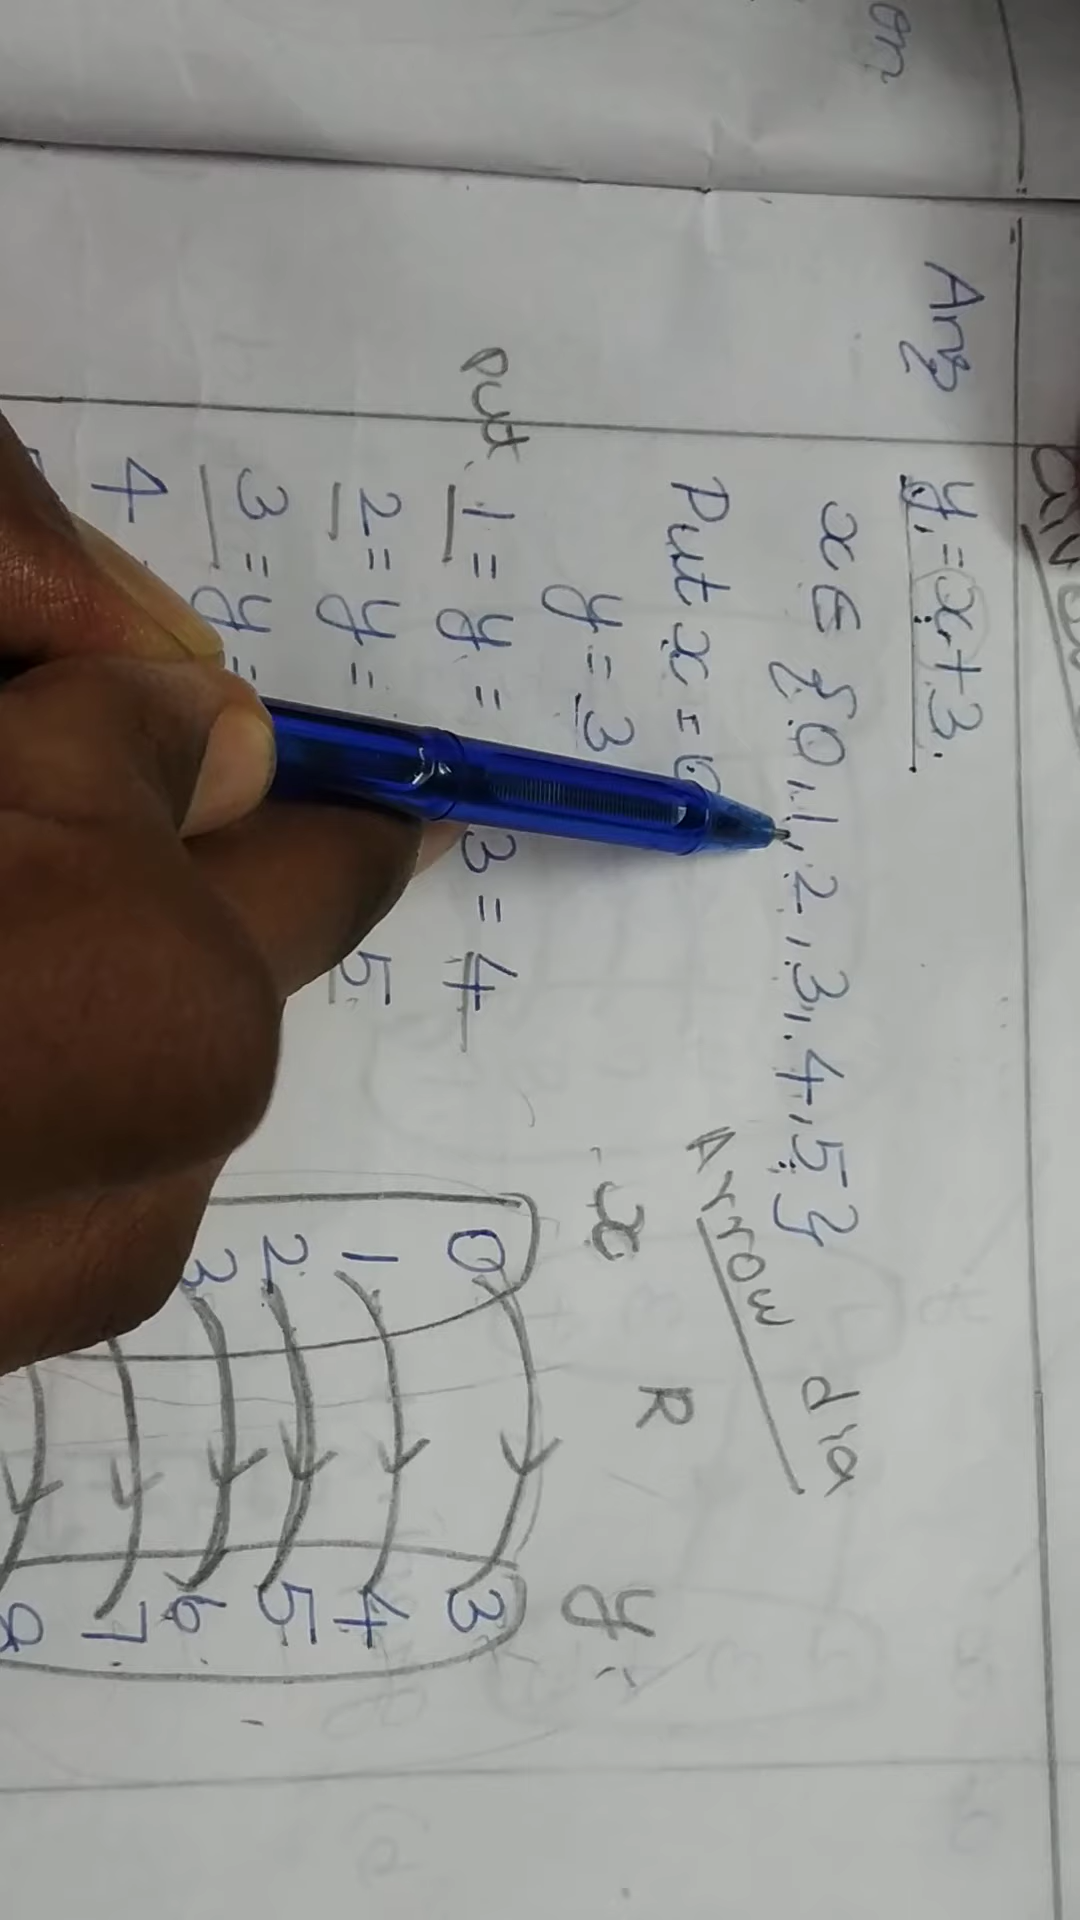 Ans
y = x + 3.
x ∈ {0, 1, 2, 3, 4, 5}
Arrow dia
Put x = 0
y = 3
put 1 = y = 3 = 4
2 = y = 5
3 = y =
4
x R y
0 3
1 4
2 5
3 6
7
8